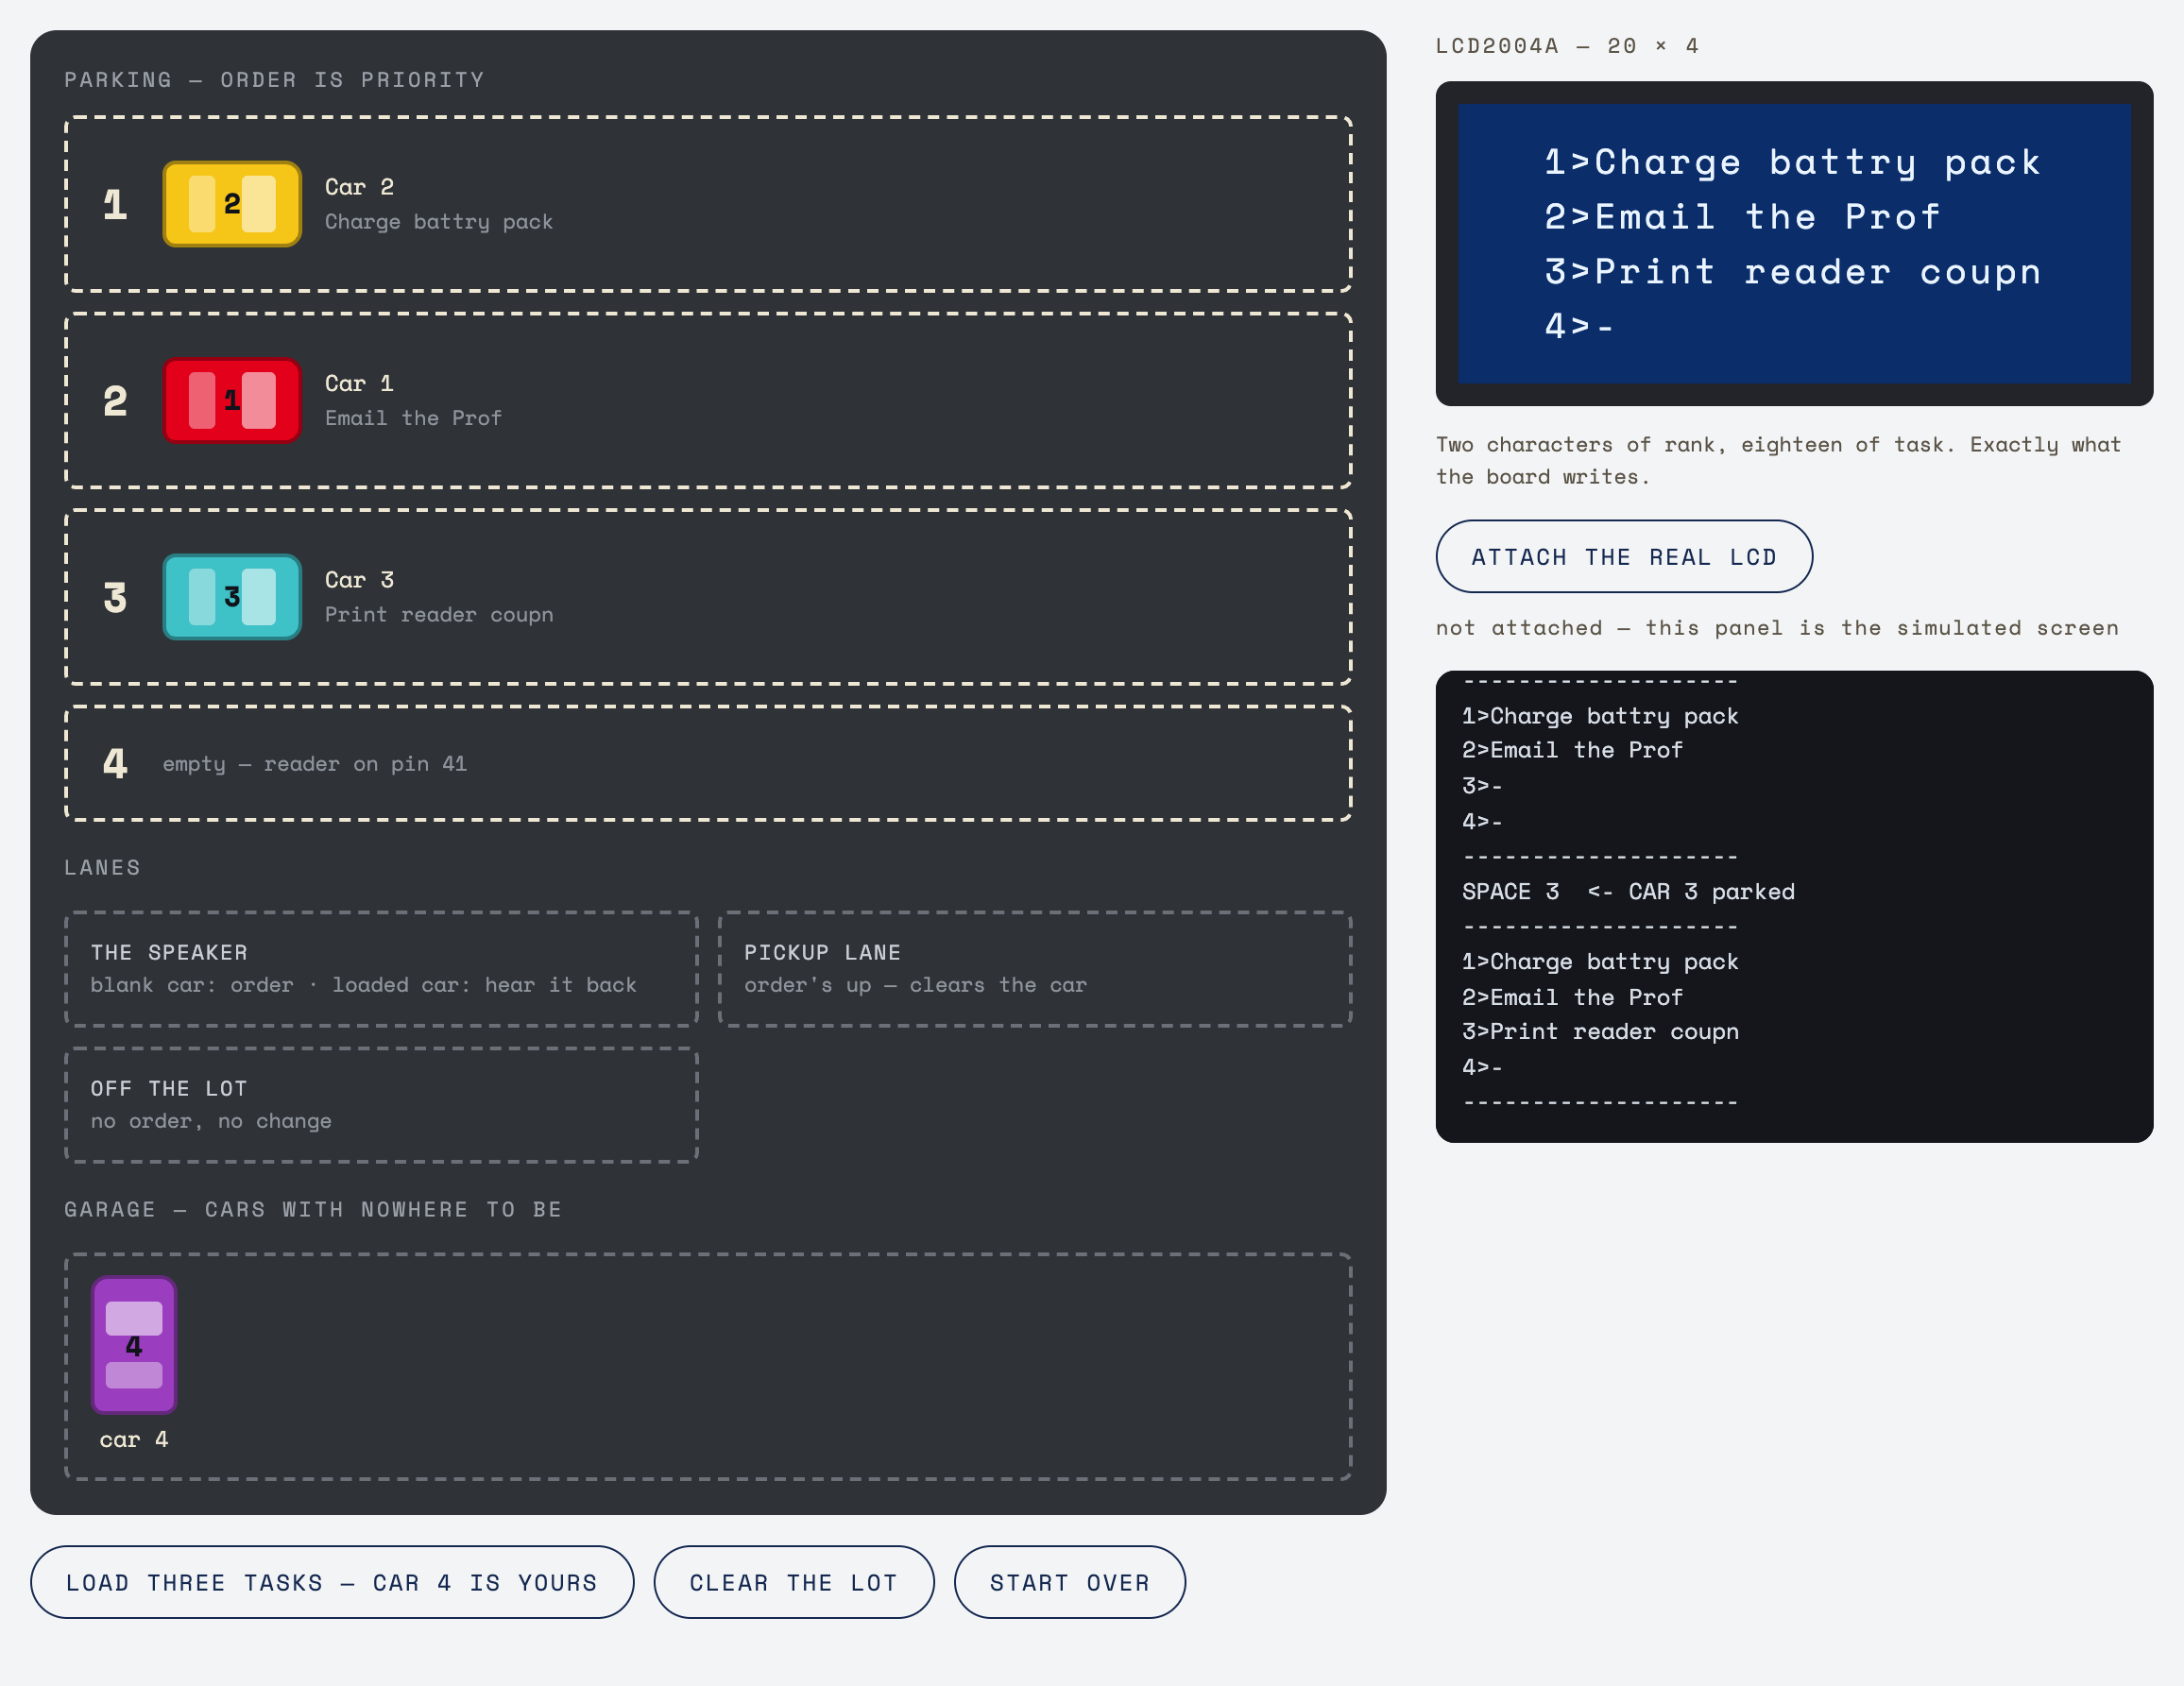 PARKING — ORDER IS PRIORITY
1
2
Car 2
Charge battry pack
2
1
Car 1
Email the Prof
3
3
Car 3
Print reader coupn
4
empty — reader on pin 41
LANES
THE SPEAKER
blank car: order · loaded car: hear it back
PICKUP LANE
order's up — clears the car
OFF THE LOT
no order, no change
GARAGE — CARS WITH NOWHERE TO BE
4
car 4
LOAD THREE TASKS — CAR 4 IS YOURS
CLEAR THE LOT
START OVER
LCD2004A — 20 × 4
1>Charge battry pack
2>Email the Prof
3>Print reader coupn
4>-
Two characters of rank, eighteen of task. Exactly what
the board writes.
ATTACH THE REAL LCD
not attached — this panel is the simulated screen
--------------------
1>Charge battry pack
2>Email the Prof
3>-
4>-
--------------------
SPACE 3  <- CAR 3 parked
--------------------
1>Charge battry pack
2>Email the Prof
3>Print reader coupn
4>-
--------------------